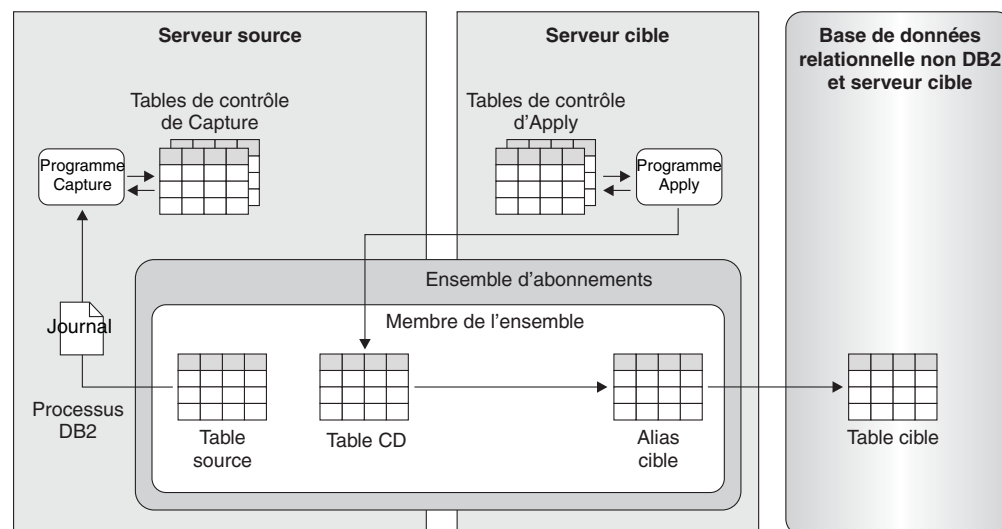 Serveur source
Serveur cible
Base de données
relationnelle non DB2
et serveur cible
Tables de contrôle
de Capture
Tables de contrôle
d'Apply
Programme
Capture
Programme
Apply
Ensemble d'abonnements
Membre de l'ensemble
Journal
Processus
DB2
Table
source
Table CD
Alias
cible
Table cible